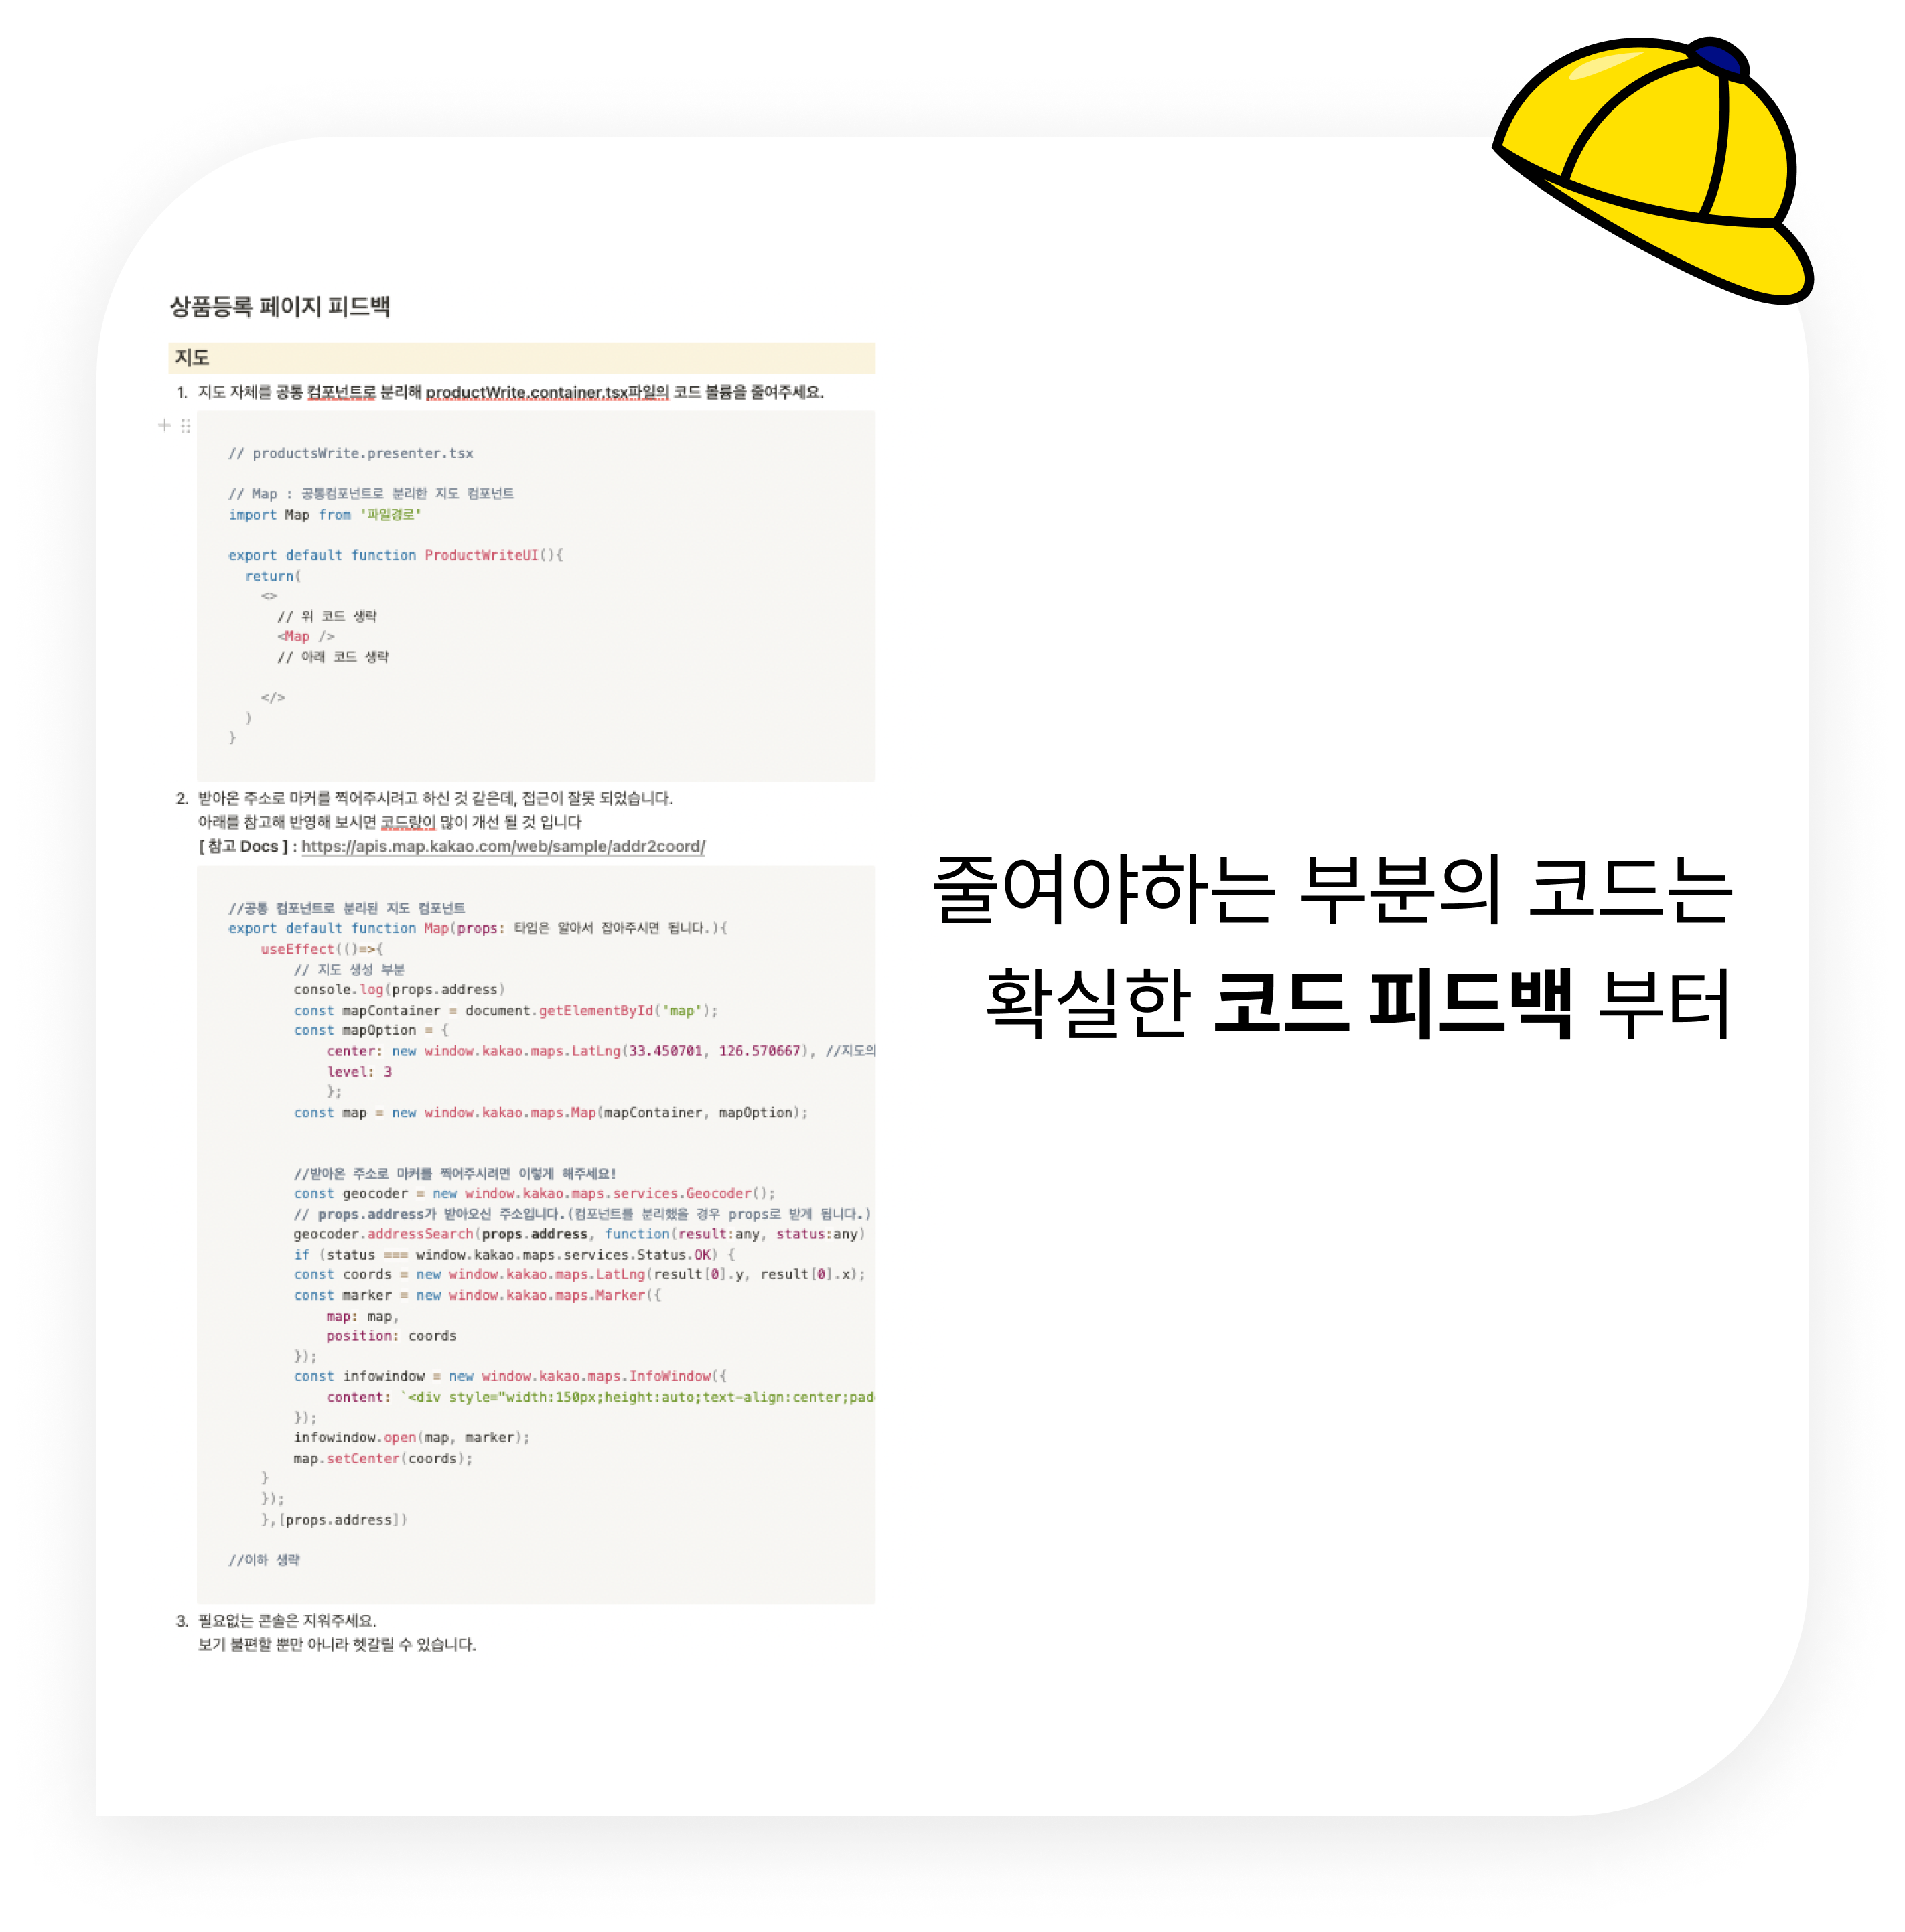 상품등록 페이지 피드백
지도
1. 지도 자체를 공통 컴포넌트로 분리해 productWrite.container.tsx파일의 코드 볼륨을 줄여주세요.
// productsWrite.presenter.tsx
// Map : 공통컴포넌트로 분리한 지도 컴포넌트
import Map from '파일경로'
export default function ProductWriteUI(){
return(
<>
// 위 코드 생략
<Map />
// 아래 코드 생략
</>
)
}
2. 받아온 주소로 마커를 찍어주시려고 하신 것 같은데, 접근이 잘못 되었습니다.
아래를 참고해 반영해 보시면 코드량이 많이 개선 될 것 입니다
[ 참고 Docs ] : https://apis.map.kakao.com/web/sample/addr2coord/
//공통 컴포넌트로 분리된 지도 컴포넌트
export default function Map(props: 타입은 알아서 잡아주시면 됩니다.){
useEffect(()=>{
// 지도 생성 부분
console.log(props.address)
const mapContainer = document.getElementById('map');
const mapOption = {
center: new window.kakao.maps.LatLng(33.450701, 126.570667), //지도의
level: 3
};
const map = new window.kakao.maps.Map(mapContainer, mapOption);
//받아온 주소로 마커를 찍어주시려면 이렇게 해주세요!
const geocoder = new window.kakao.maps.services.Geocoder();
// props.address가 받아오신 주소입니다.(컴포넌트를 분리했을 경우 props로 받게 됩니다.)
geocoder.addressSearch(props.address, function(result:any, status:any)
if (status === window.kakao.maps.services.Status.OK) {
const coords = new window.kakao.maps.LatLng(result[0].y, result[0].x);
const marker = new window.kakao.maps.Marker({
map: map,
position: coords
});
const infowindow = new window.kakao.maps.InfoWindow({
content: `<div style="width:150px;height:auto;text-align:center;pad
});
infowindow.open(map, marker);
map.setCenter(coords);
}
});
},[props.address])
//이하 생략
3. 필요없는 콘솔은 지워주세요.
보기 불편할 뿐만 아니라 헷갈릴 수 있습니다.
줄여야하는 부분의 코드는
확실한 코드 피드백 부터